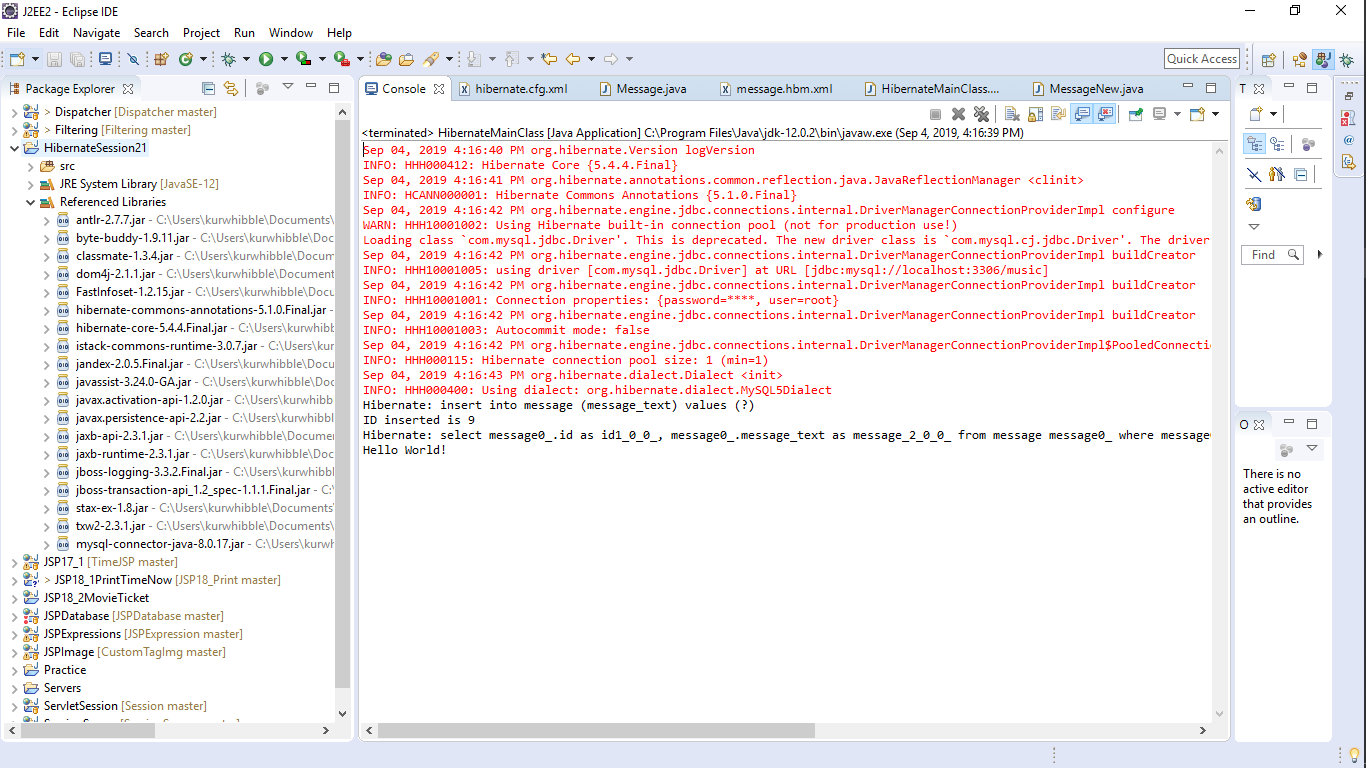 J2EE2 - Eclipse IDE
File Edit Navigate Search Project Run Window Help
Quick Access
Package Explorer
> Dispatcher [Dispatcher master]
> Filtering [Filtering master]
HibernateSession21
src
JRE System Library [JavaSE-12]
Referenced Libraries
antlr-2.7.7.jar - C:\Users\kurwhibble\Documents\
byte-buddy-1.9.11.jar - C:\Users\kurwhibble\Doc
classmate-1.3.4.jar - C:\Users\kurwhibble\Docum
dom4j-2.1.1.jar - C:\Users\kurwhibble\Document
FastInfoset-1.2.15.jar - C:\Users\kurwhibble\Docu
hibernate-commons-annotations-5.1.0.Final.jar -
hibernate-core-5.4.4.Final.jar - C:\Users\kurwhibb
istack-commons-runtime-3.0.7.jar - C:\Users\kurw
jandex-2.0.5.Final.jar - C:\Users\kurwhibble\Docu
javassist-3.24.0-GA.jar - C:\Users\kurwhibble\Doc
javax.activation-api-1.2.0.jar - C:\Users\kurwhibb
javax.persistence-api-2.2.jar - C:\Users\kurwhibbl
jaxb-api-2.3.1.jar - C:\Users\kurwhibble\Documen
jaxb-runtime-2.3.1.jar - C:\Users\kurwhibble\Doc
jboss-logging-3.3.2.Final.jar - C:\Users\kurwhibbl
jboss-transaction-api_1.2_spec-1.1.1.Final.jar - C:\
stax-ex-1.8.jar - C:\Users\kurwhibble\Documents\
txw2-2.3.1.jar - C:\Users\kurwhibble\Documents\
mysql-connector-java-8.0.17.jar - C:\Users\kurwh
JSP17_1 [TimeJSP master]
> JSP18_1PrintTimeNow [JSP18_Print master]
JSP18_2MovieTicket
JSPDatabase [JSPDatabase master]
JSPExpressions [JSPExpression master]
JSPImage [CustomTagImg master]
Practice
Servers
ServletSession [Session master]
Console hibernate.cfg.xml Message.java message.hbm.xml HibernateMainClass.... MessageNew.java
<terminated> HibernateMainClass [Java Application] C:\Program Files\Java\jdk-12.0.2\bin\javaw.exe (Sep 4, 2019, 4:16:39 PM)
Sep 04, 2019 4:16:40 PM org.hibernate.Version logVersion
INFO: HHH000412: Hibernate Core {5.4.4.Final}
Sep 04, 2019 4:16:41 PM org.hibernate.annotations.common.reflection.java.JavaReflectionManager <clinit>
INFO: HCANN000001: Hibernate Commons Annotations {5.1.0.Final}
Sep 04, 2019 4:16:42 PM org.hibernate.engine.jdbc.connections.internal.DriverManagerConnectionProviderImpl configure
WARN: HHH10001002: Using Hibernate built-in connection pool (not for production use!)
Loading class `com.mysql.jdbc.Driver'. This is deprecated. The new driver class is `com.mysql.cj.jdbc.Driver'. The driver
Sep 04, 2019 4:16:42 PM org.hibernate.engine.jdbc.connections.internal.DriverManagerConnectionProviderImpl buildCreator
INFO: HHH10001005: using driver [com.mysql.jdbc.Driver] at URL [jdbc:mysql://localhost:3306/music]
Sep 04, 2019 4:16:42 PM org.hibernate.engine.jdbc.connections.internal.DriverManagerConnectionProviderImpl buildCreator
INFO: HHH10001001: Connection properties: {password=****, user=root}
Sep 04, 2019 4:16:42 PM org.hibernate.engine.jdbc.connections.internal.DriverManagerConnectionProviderImpl buildCreator
INFO: HHH10001003: Autocommit mode: false
Sep 04, 2019 4:16:42 PM org.hibernate.engine.jdbc.connections.internal.DriverManagerConnectionProviderImpl$PooledConnecti
INFO: HHH000115: Hibernate connection pool size: 1 (min=1)
Sep 04, 2019 4:16:43 PM org.hibernate.dialect.Dialect <init>
INFO: HHH000400: Using dialect: org.hibernate.dialect.MySQL5Dialect
Hibernate: insert into message (message_text) values (?)
ID inserted is 9
Hibernate: select message0_.id as id1_0_0_, message0_.message_text as message_2_0_0_ from message message0_ where message
Hello World!
T
Find
O
There is no
active editor
that provides
an outline.